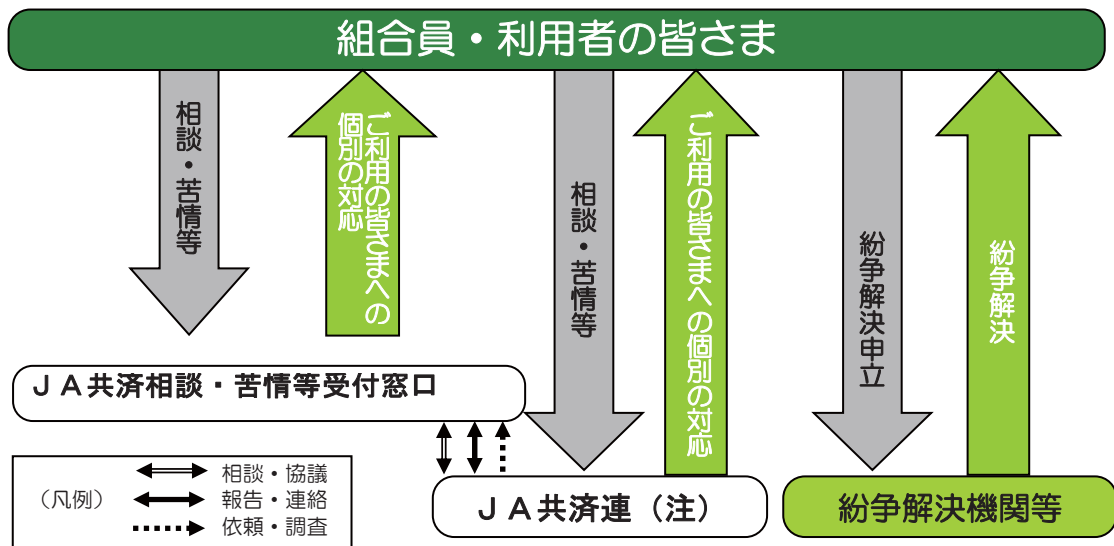 組合員・利用者の皆さま
相談・苦情等
ご利用の皆さまへの
個別の対応
相談・苦情等
ご利用の皆さまへの個別の対応
紛争解決申立
紛争解決
ＪＡ共済相談・苦情等受付窓口
（凡例）
相談・協議
報告・連絡
依頼・調査
ＪＡ共済連（注）
紛争解決機関等